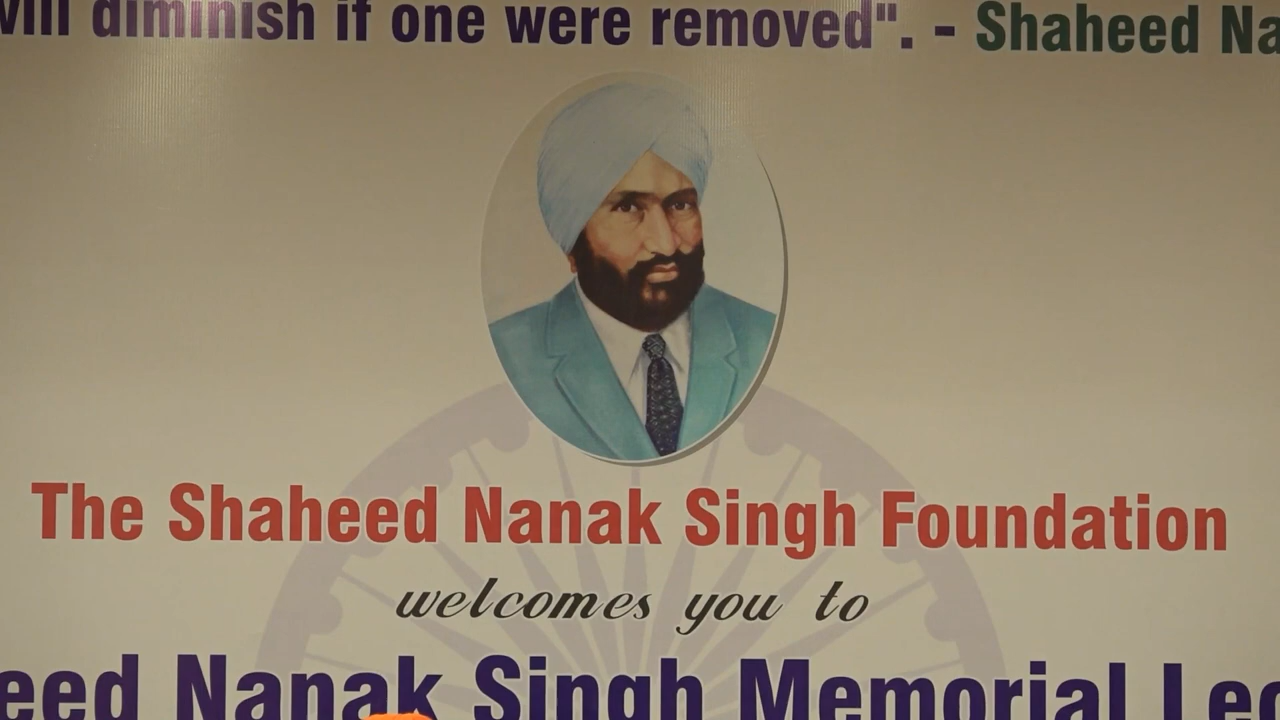 will diminish if one were removed". - Shaheed Na
The Shaheed Nanak Singh Foundation
welcomes you to
eed Nanak Singh Memorial Lec